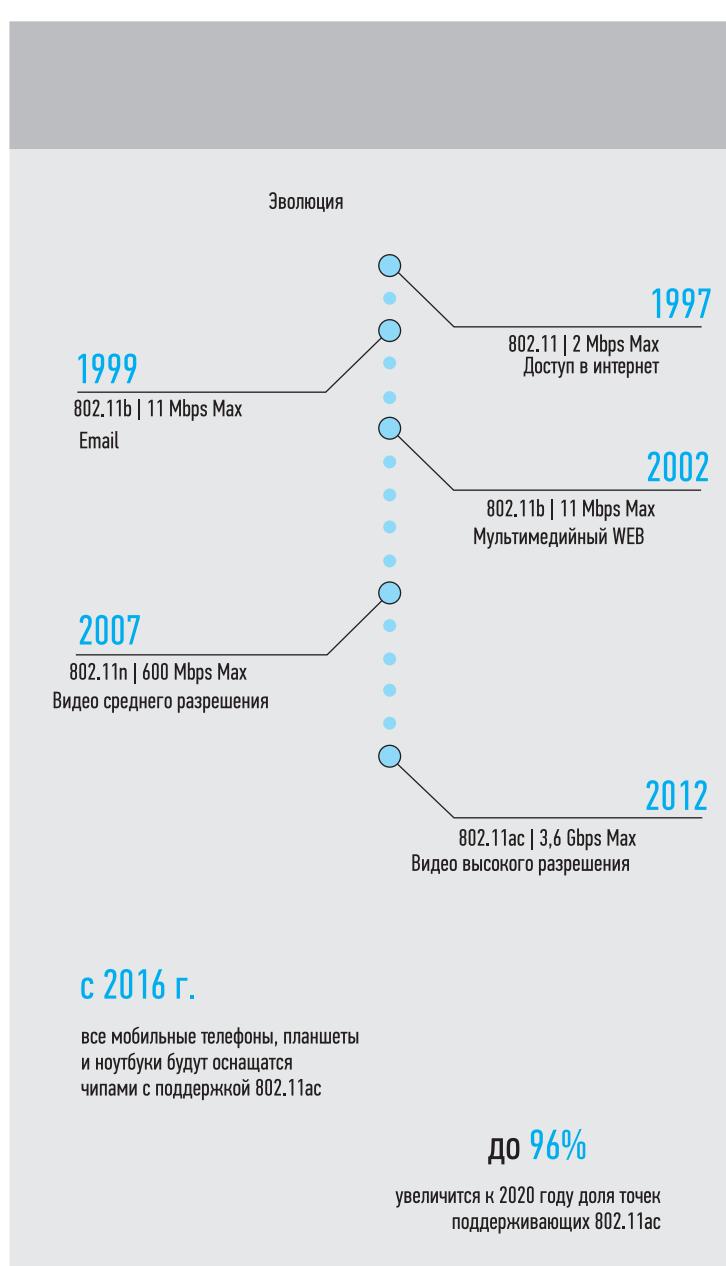 Эволюция
1997
802.11 | 2 Mbps Max
Доступ в интернет
1999
802.11b | 11 Mbps Max
Email
2002
802.11b | 11 Mbps Max
Мультимедийный WEB
2007
802.11n | 600 Mbps Max
Видео среднего разрешения
2012
802.11ac | 3,6 Gbps Max
Видео высокого разрешения
с 2016 г.
все мобильные телефоны, планшеты
и ноутбуки будут оснащатся
чипами с поддержкой 802.11ac
до 96%
увеличится к 2020 году доля точек
поддерживающих 802.11ac